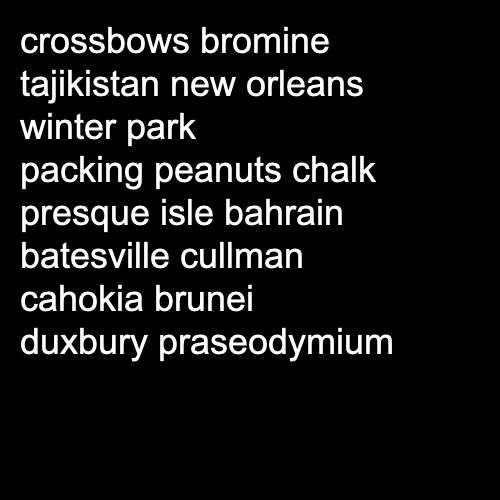 crossbows bromine
tajikistan new orleans
winter park
packing peanuts chalk
presque isle bahrain
batesville cullman
cahokia brunei
duxbury praseodymium